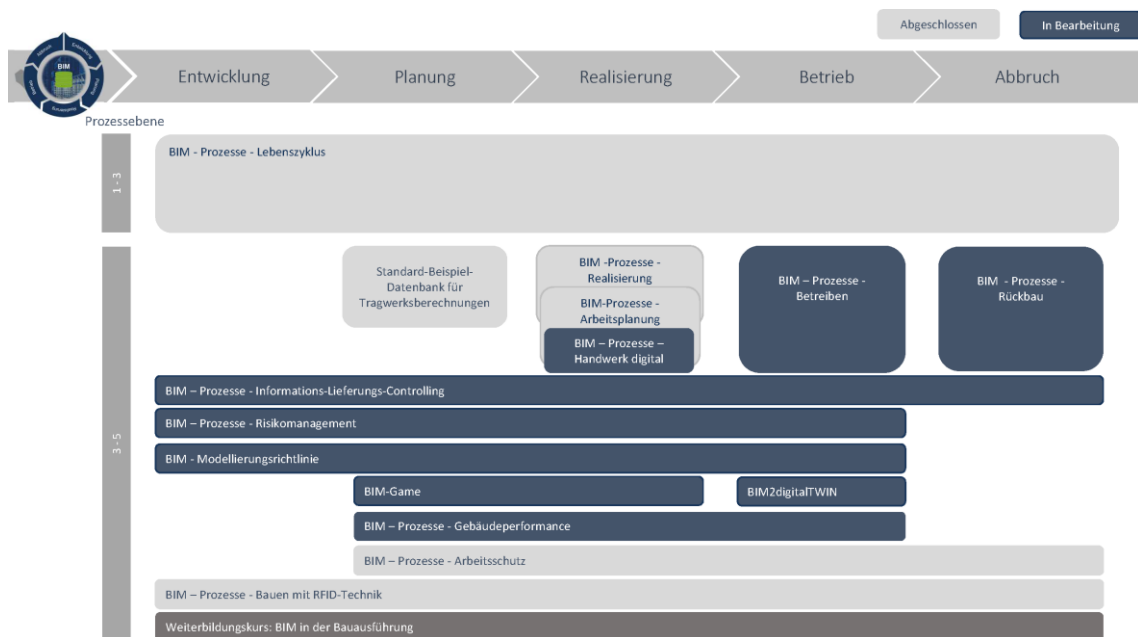 Abgeschlossen
In Bearbeitung
BIM
Entwicklung
Planung
Realisierung
Betrieb
Abbruch
Prozessebene
1 - 3
BIM - Prozesse - Lebenszyklus
3 - 5
Standard-Beispiel-
Datenbank für
Tragwerksberechnungen
BIM -Prozesse -
Realisierung
BIM-Prozesse -
Arbeitsplanung
BIM – Prozesse –
Handwerk digital
BIM – Prozesse -
Betreiben
BIM - Prozesse -
Rückbau
BIM – Prozesse - Informations-Lieferungs-Controlling
BIM – Prozesse - Risikomanagement
BIM - Modellierungsrichtlinie
BIM-Game
BIM2digitalTWIN
BIM – Prozesse - Gebäudeperformance
BIM – Prozesse - Arbeitsschutz
BIM – Prozesse - Bauen mit RFID-Technik
Weiterbildungskurs: BIM in der Bauausführung